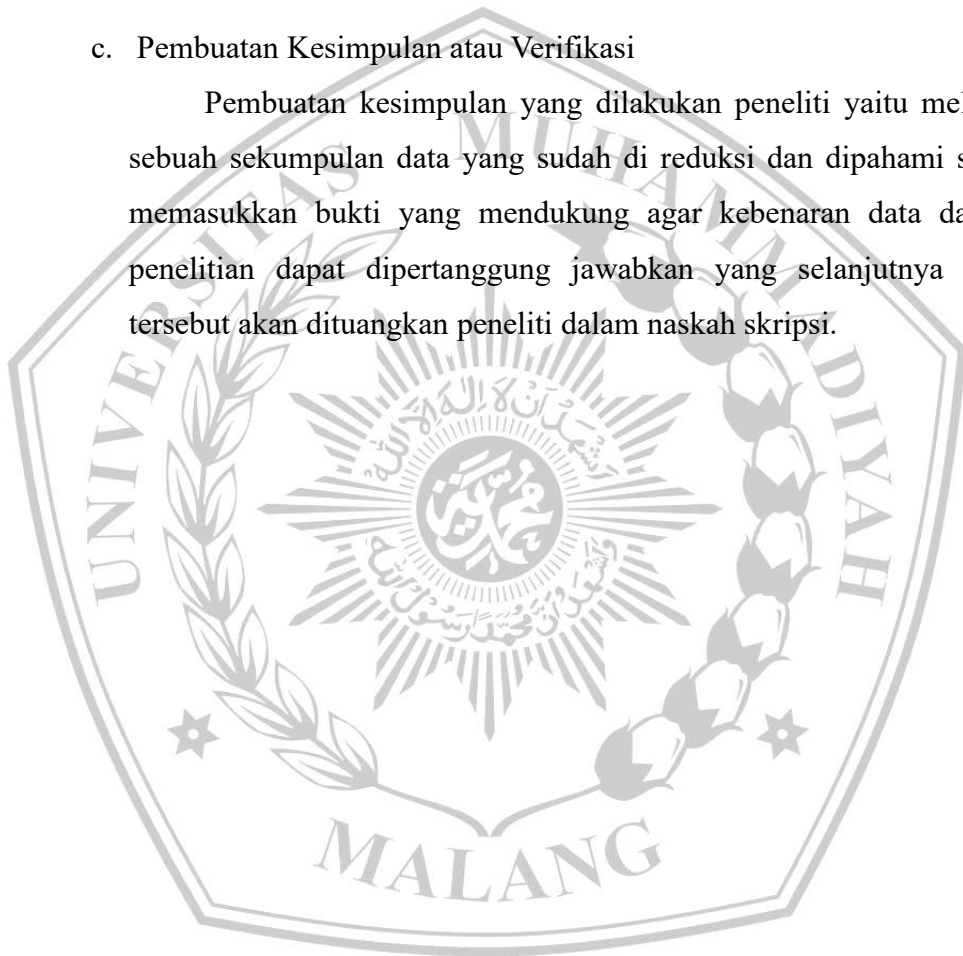 c. Pembuatan Kesimpulan atau Verifikasi
Pembuatan kesimpulan yang dilakukan peneliti yaitu
sebuah sekumpulan data yang sudah di reduksi dan dipahami
memasukkan bukti yang mendukung agar kebenaran data
penelitian dapat dipertanggung jawabkan yang selanjutnya
tersebut akan dituangkan peneliti dalam naskah skripsi.
UNIVERSITAS MUHAMMADIYAH
MALANG